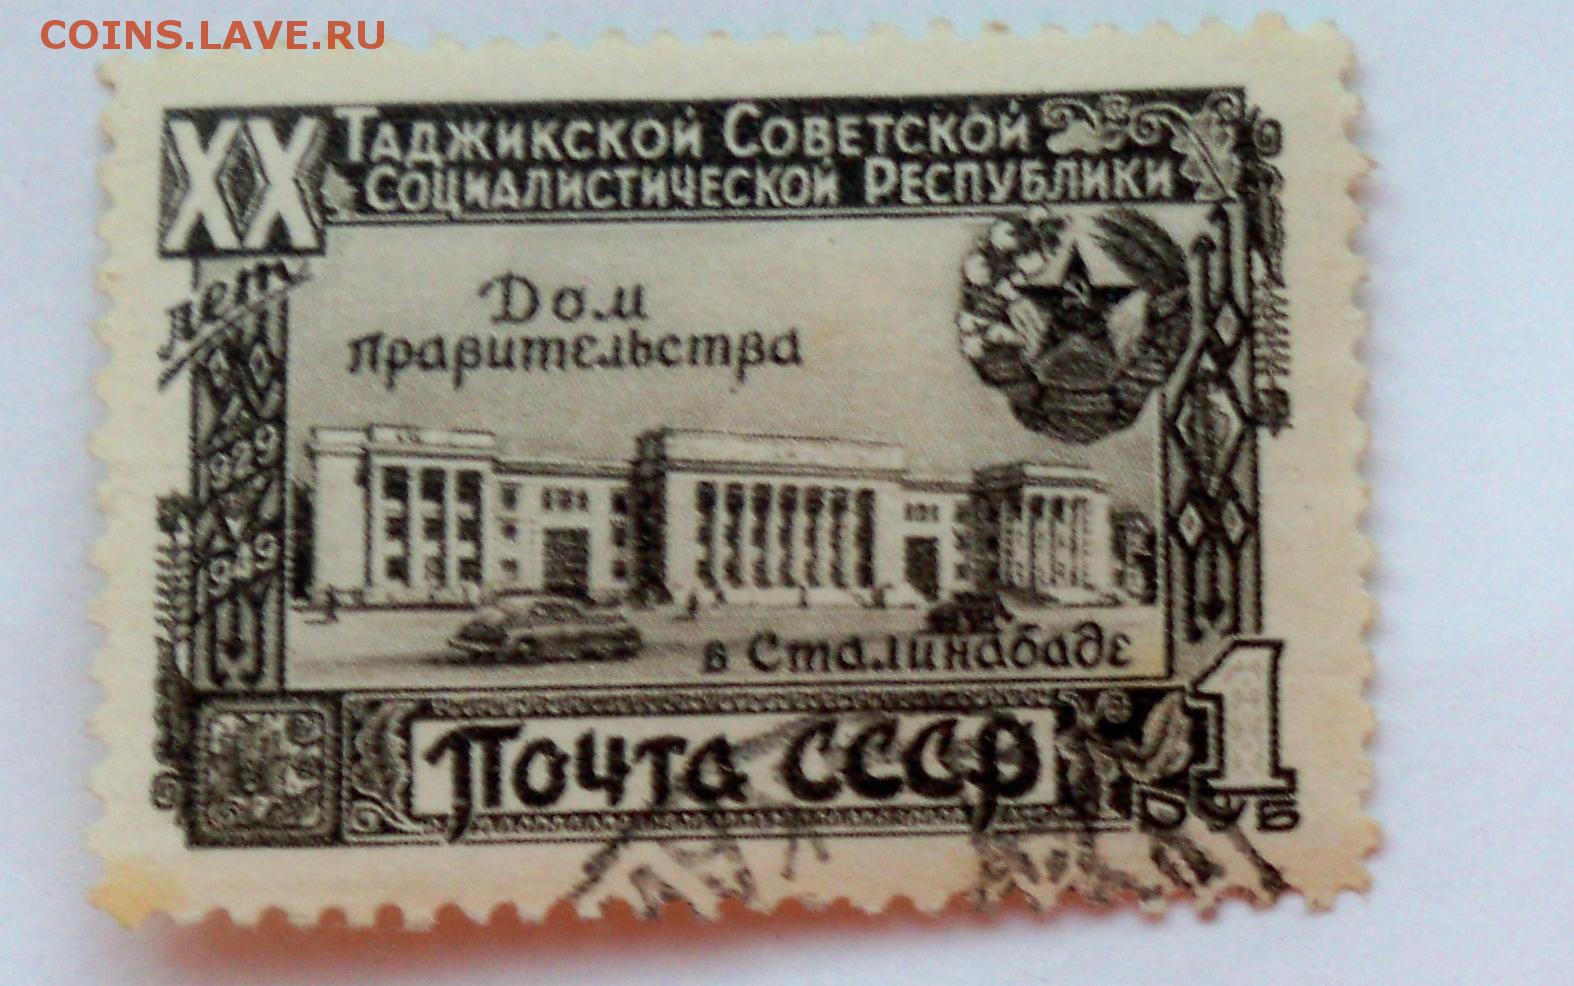 COINS.LAVE.RU
XX ТАДЖИКСКОЙ СОВЕТСКОЙ
СОЦИАЛИСТИЧЕСКОЙ РЕСПУБЛИКИ
лет
Дом
правительства
1929
1949
в Сталинабаде
Почта СССР
1
РУБ